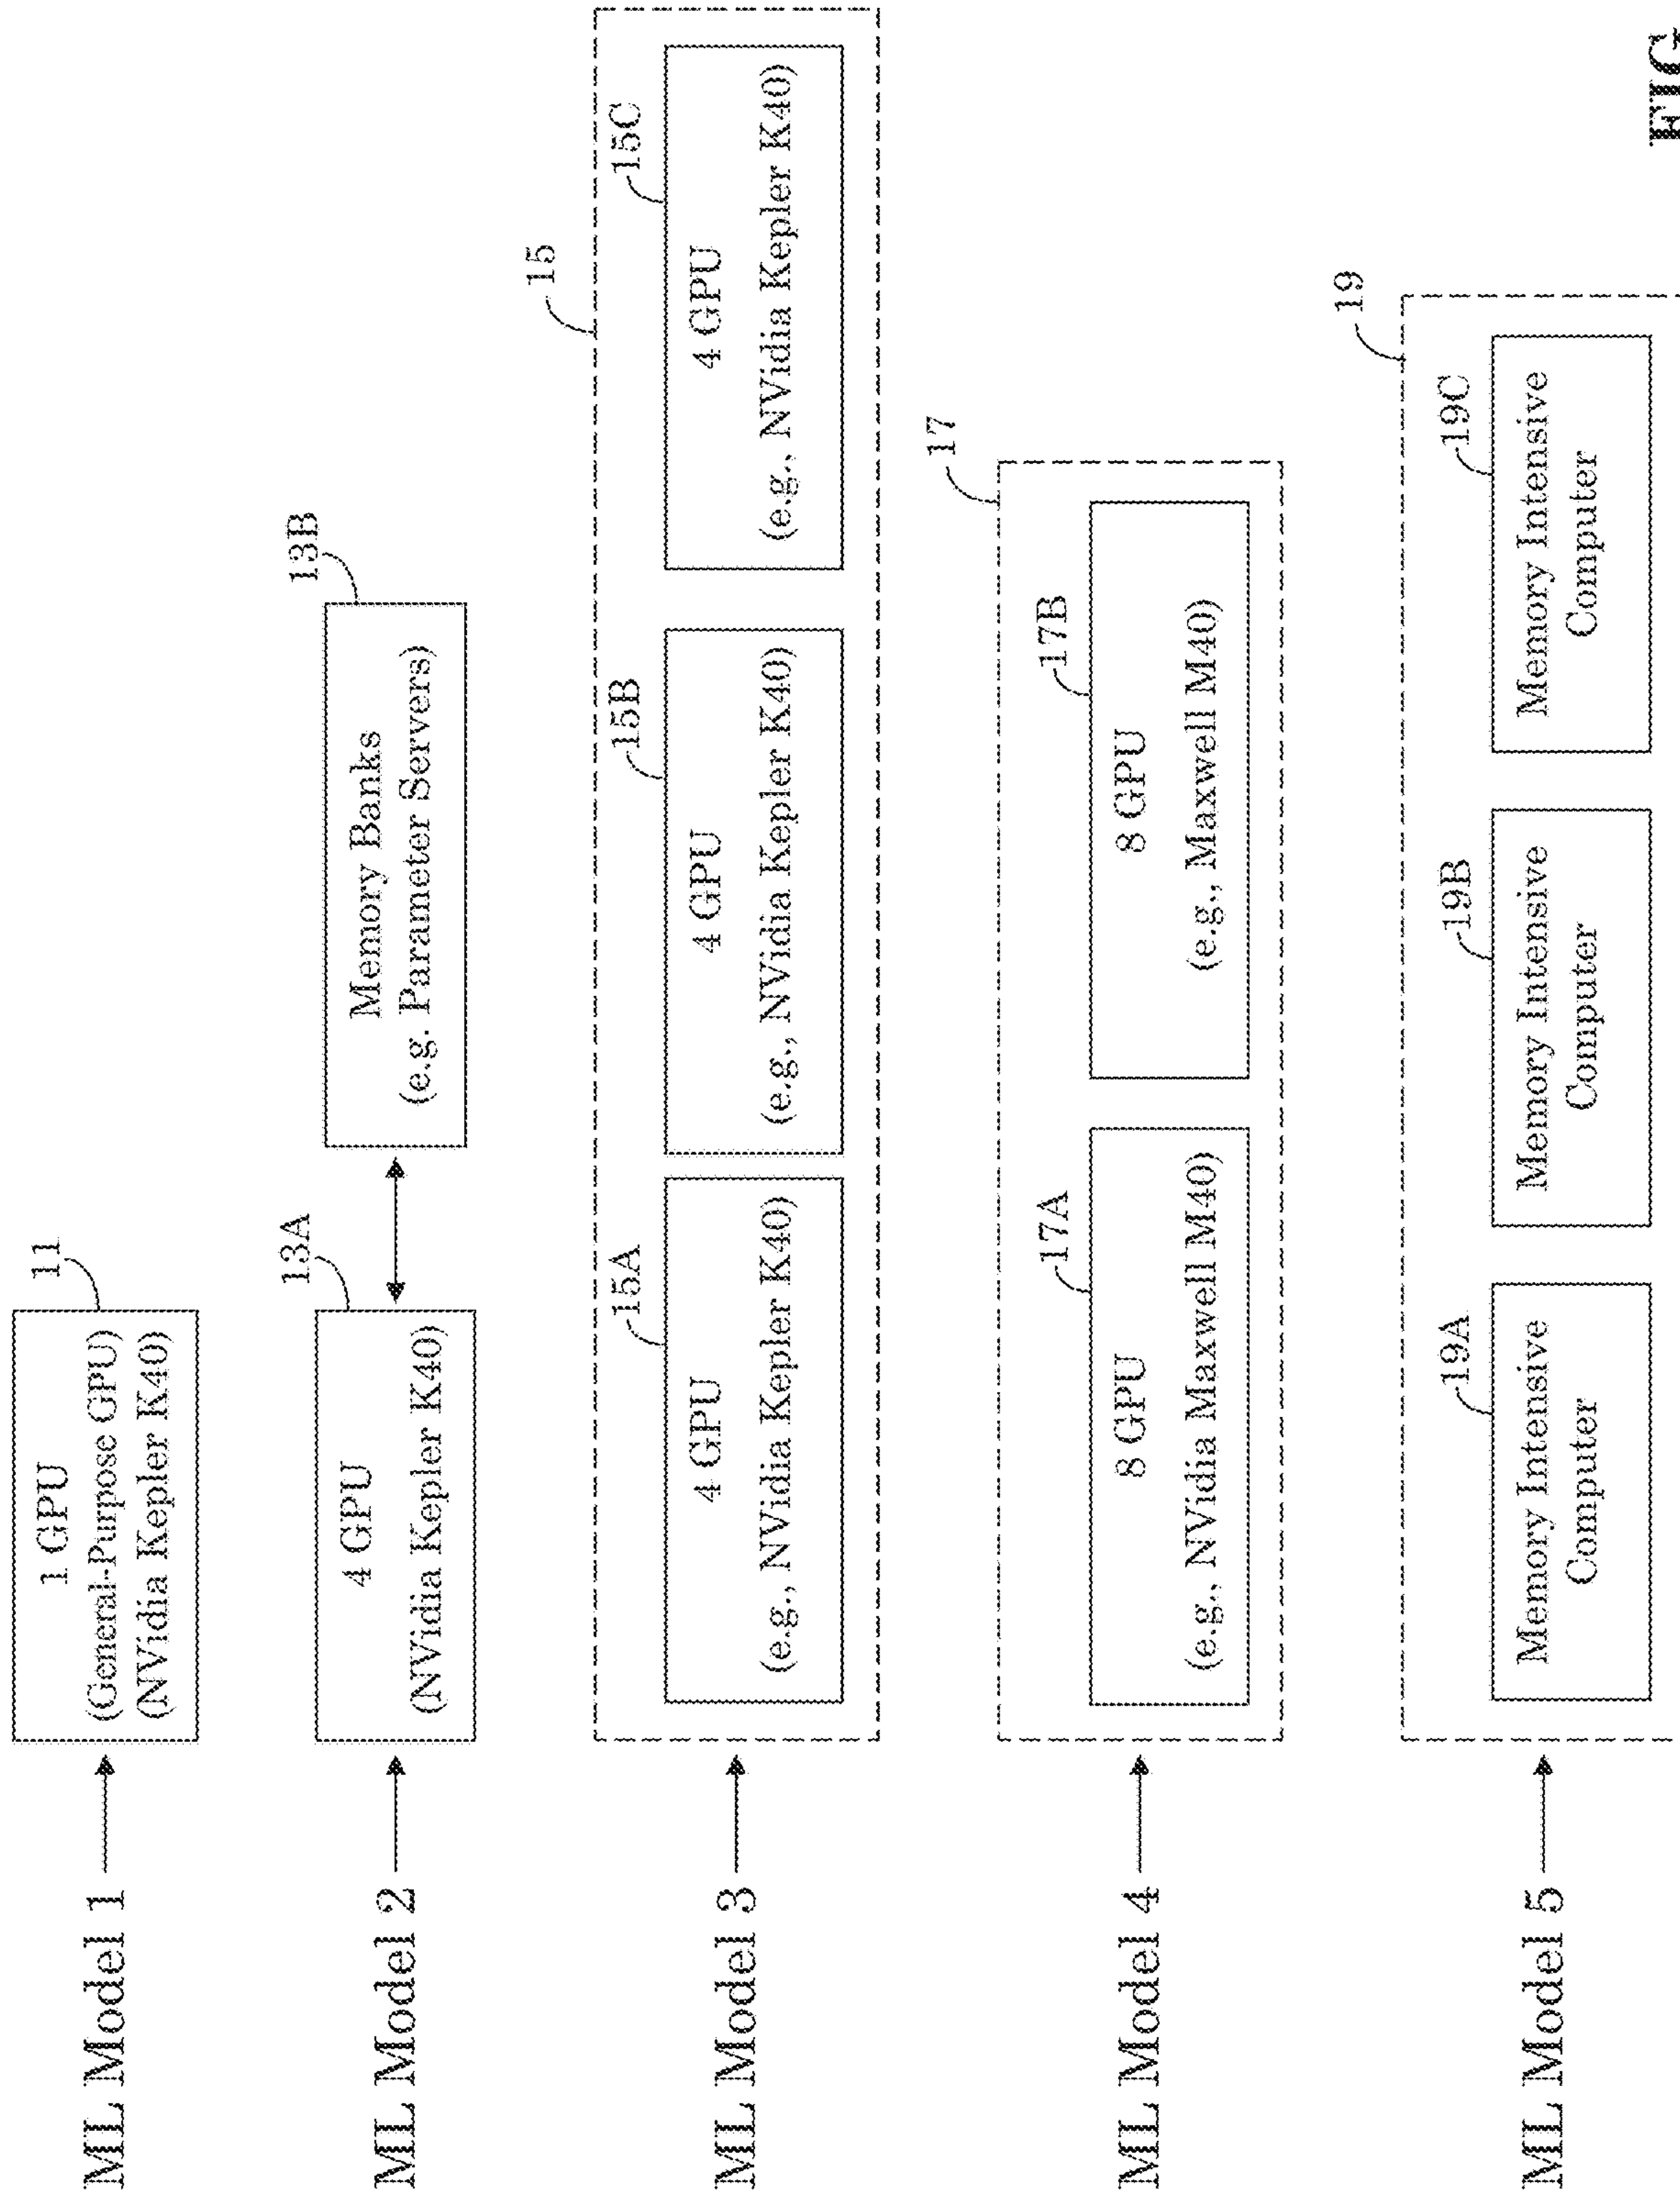 ML Model 1
1 GPU
(General-Purpose GPU)
(NVidia Kepler K40)
11
ML Model 2
4 GPU
(NVidia Kepler K40)
13A
Memory Banks
(e.g. Parameter Servers)
13B
ML Model 3
15
4 GPU
(e.g., NVidia Kepler K40)
15A
4 GPU
(e.g., NVidia Kepler K40)
15B
4 GPU
(e.g., NVidia Kepler K40)
15C
ML Model 4
17
8 GPU
(e.g., NVidia Maxwell M40)
17A
8 GPU
(e.g., Maxwell M40)
17B
ML Model 5
19
Memory Intensive
Computer
19A
Memory Intensive
Computer
19B
Memory Intensive
Computer
19C
FIG